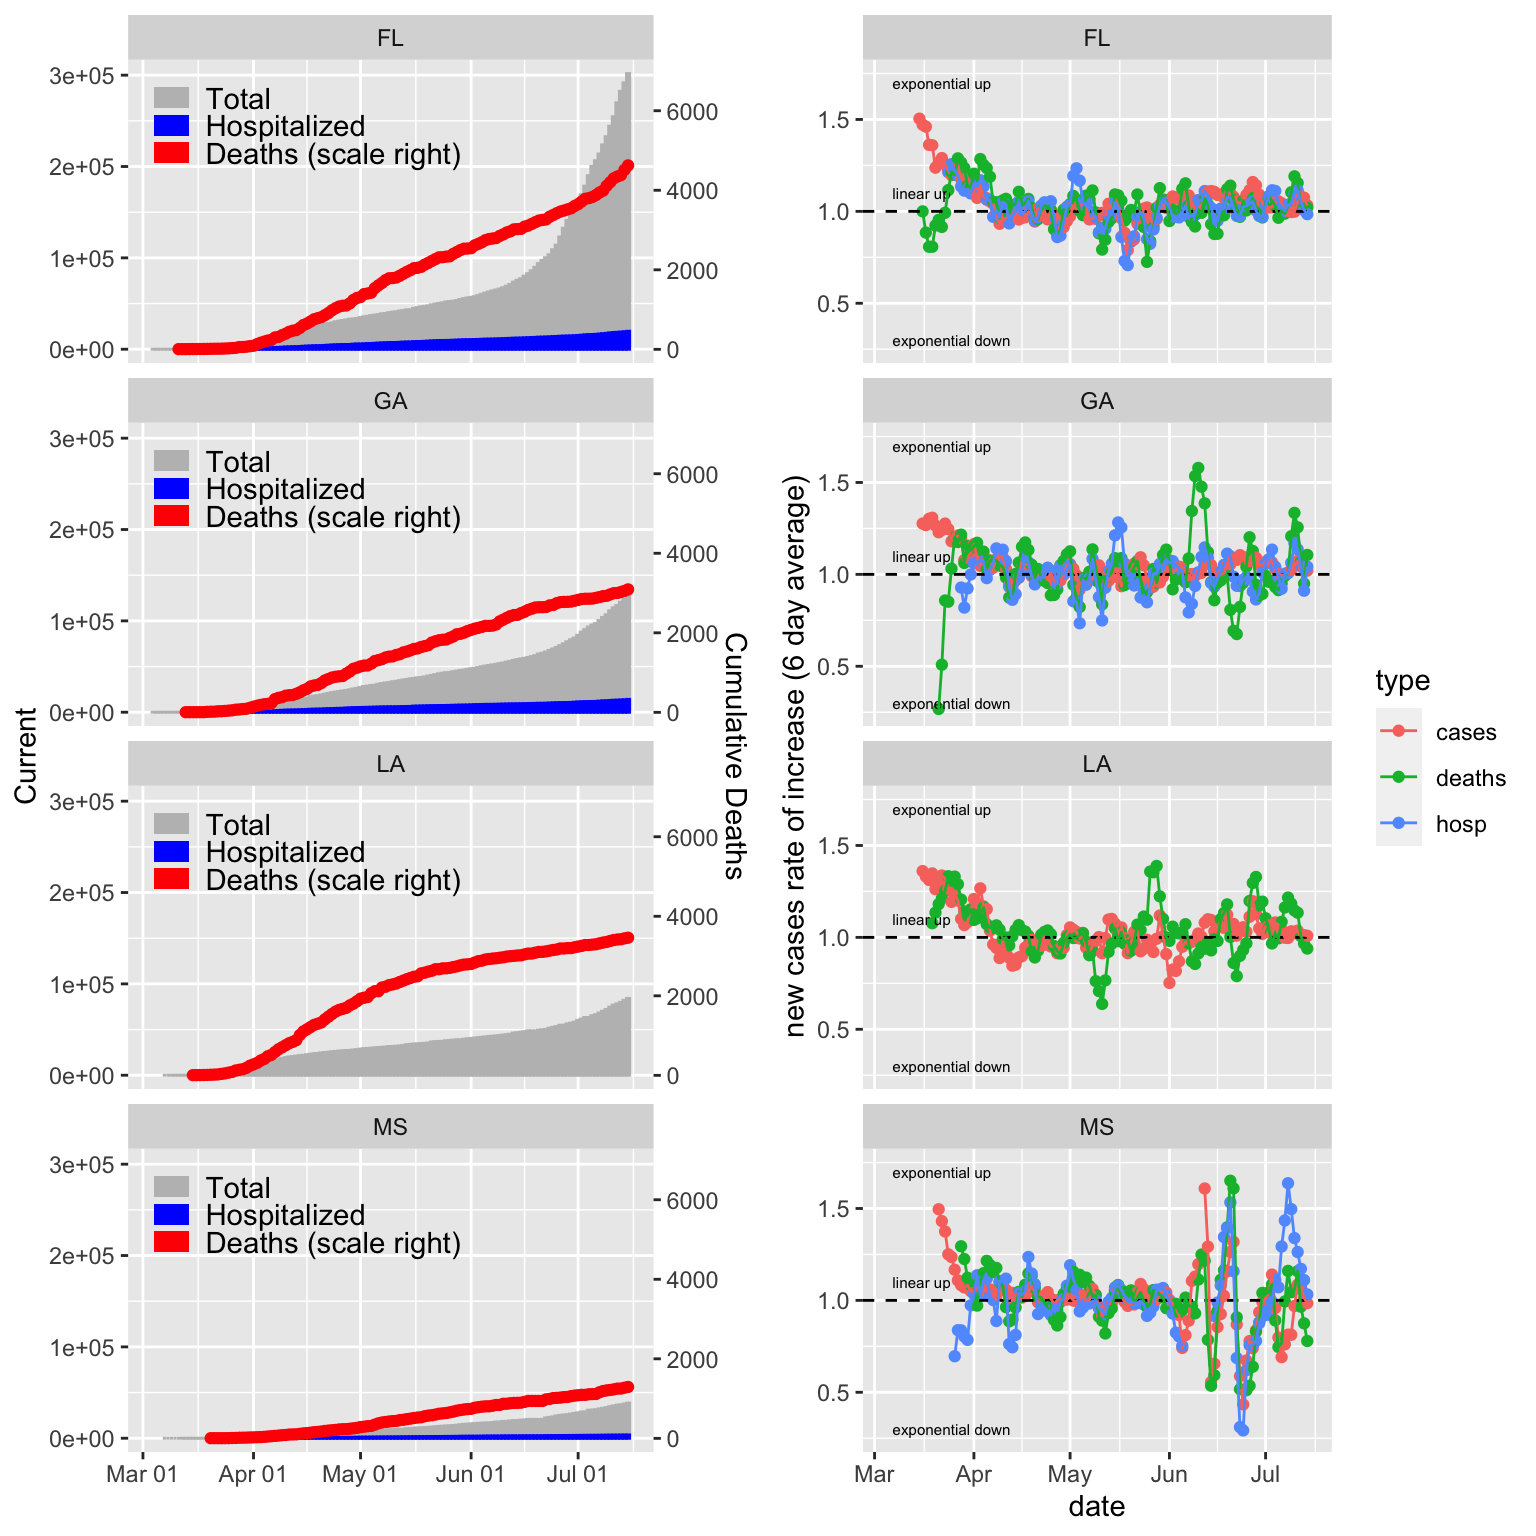 FL
3e+05
2e+05
1e+05
0e+00
Total
Hospitalized
Deaths (scale right)
6000
4000
2000
0
GA
3e+05
2e+05
1e+05
0e+00
Total
Hospitalized
Deaths (scale right)
6000
4000
2000
0
LA
3e+05
2e+05
1e+05
0e+00
Total
Hospitalized
Deaths (scale right)
6000
4000
2000
0
MS
3e+05
2e+05
1e+05
0e+00
Total
Hospitalized
Deaths (scale right)
6000
4000
2000
0
Mar 01 Apr 01 May 01 Jun 01 Jul 01
Current
Cumulative Deaths
FL
1.5
1.0
0.5
exponential up
linear up
exponential down
GA
1.5
1.0
0.5
exponential up
linear up
exponential down
LA
1.5
1.0
0.5
exponential up
linear up
exponential down
MS
1.5
1.0
0.5
exponential up
linear up
exponential down
Mar Apr May Jun Jul
date
new cases rate of increase (6 day average)
type
cases
deaths
hosp